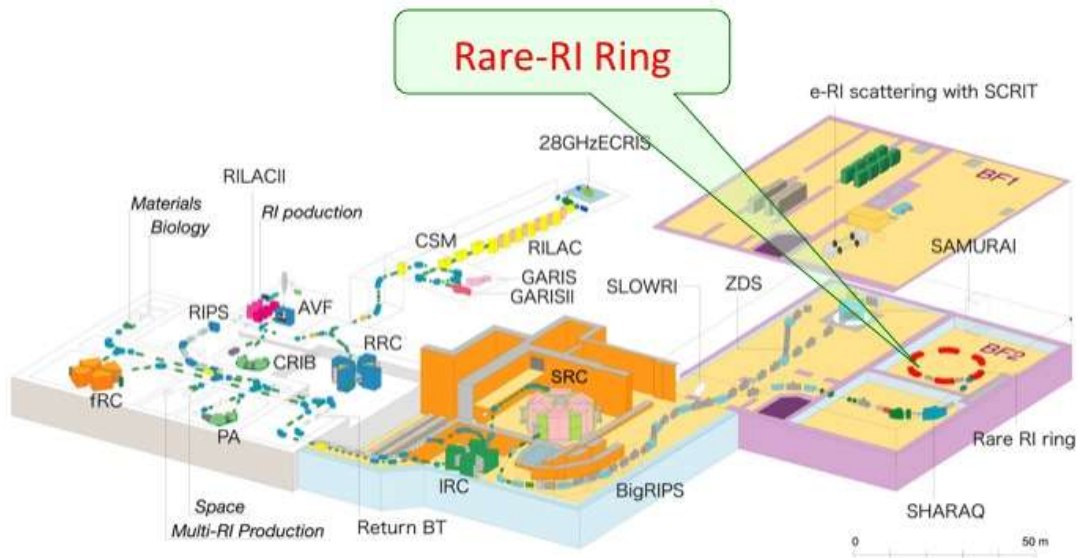 Rare-RI Ring
e-RI scattering with SCRIT
28GHzECRIS
RILACII
Materials
Biology
RI poduction
BF1
CSM
RILAC
SAMURAI
GARIS
GARISII
SLOWRI
ZDS
RIPS
AVF
RRC
CRIB
BF2
SRC
fRC
PA
Rare RI ring
IRC
BigRIPS
SHARAQ
Space
Multi-RI Production
Return BT
0 50 m